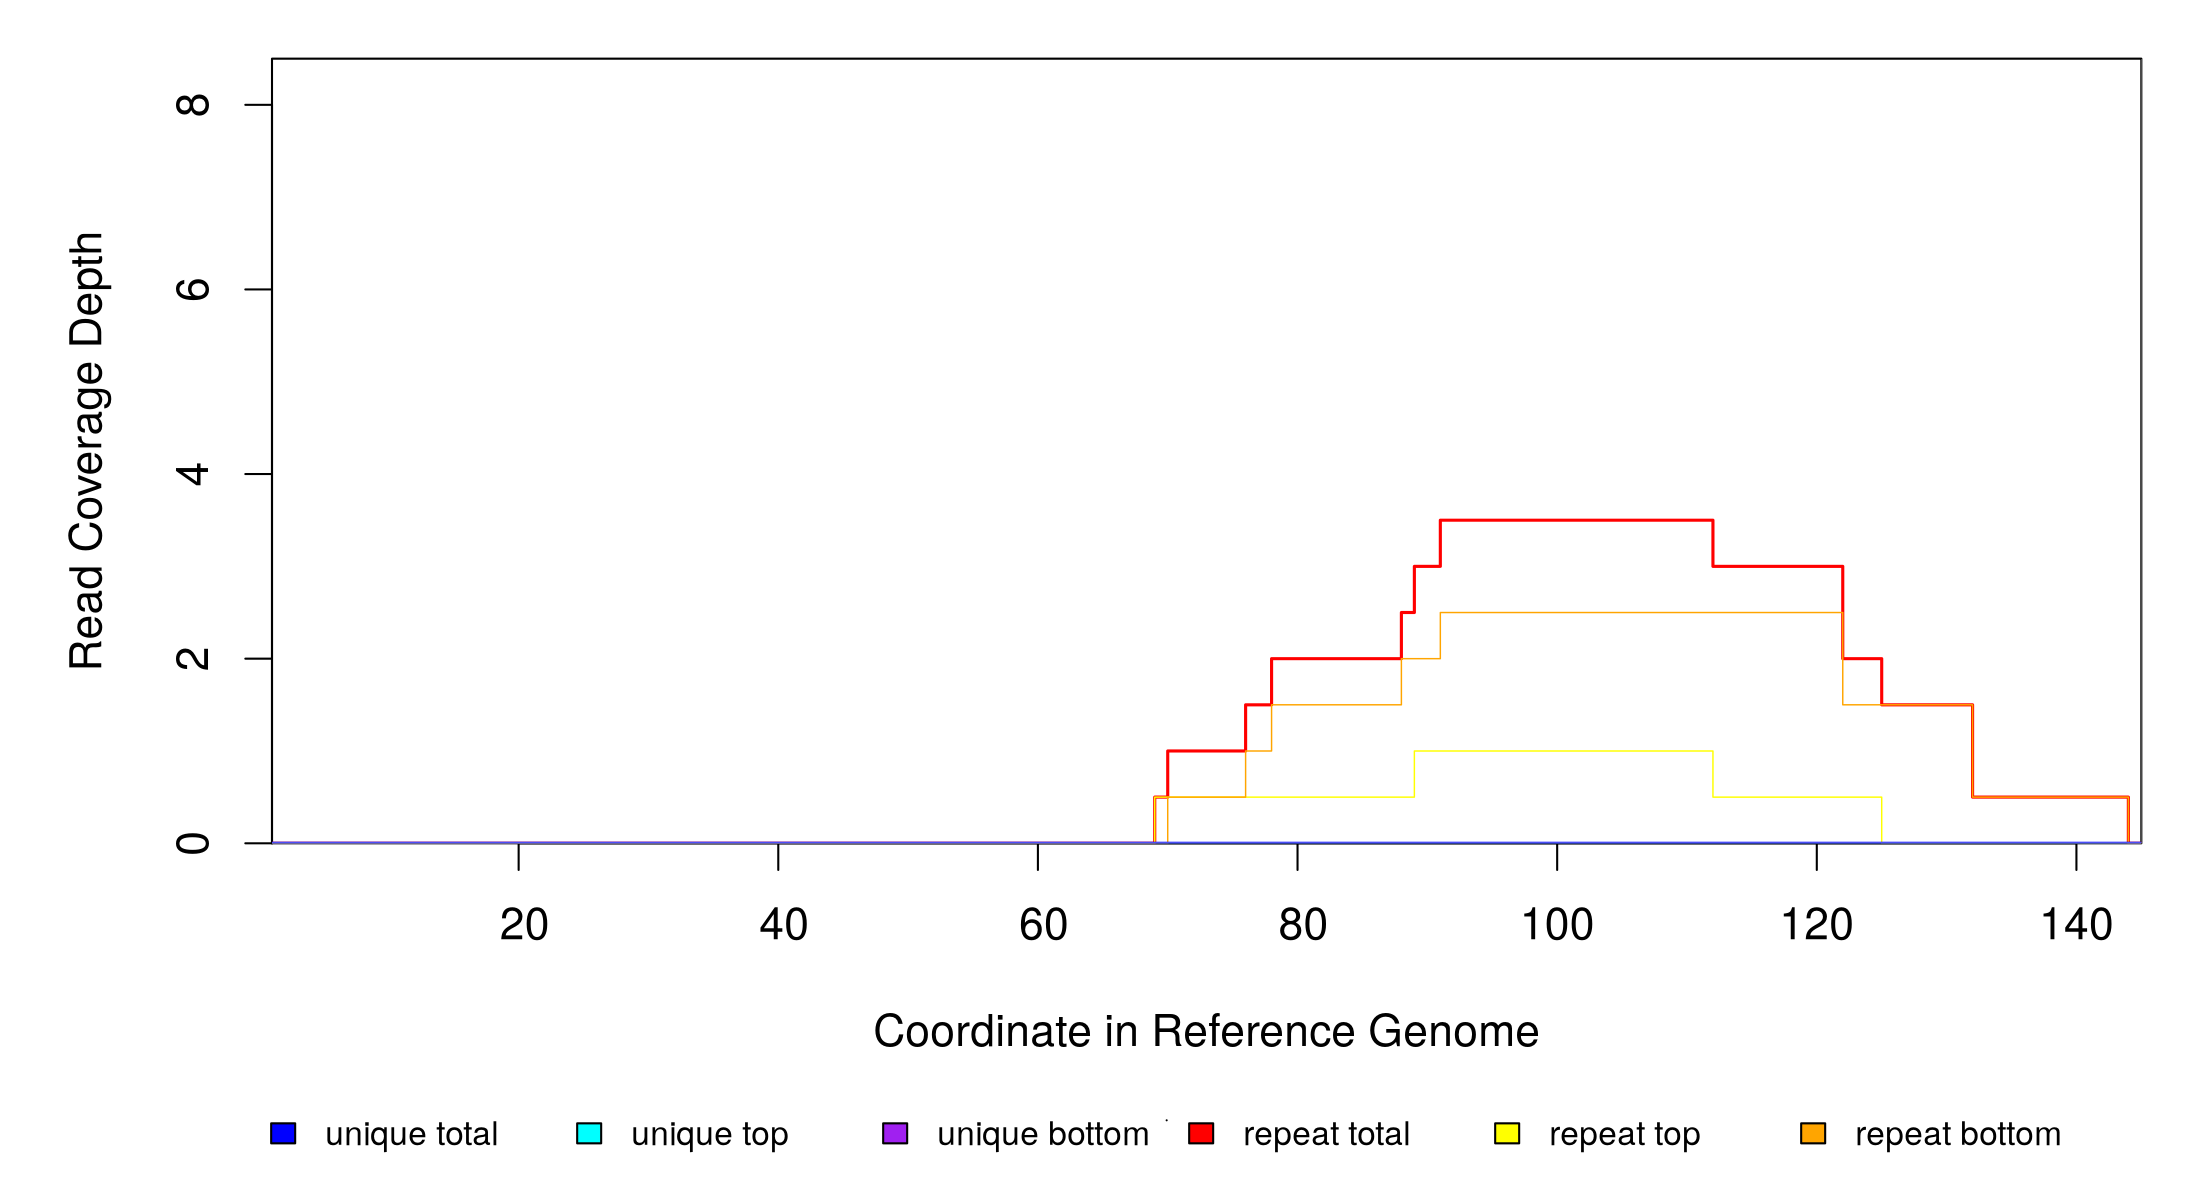 Read Coverage Depth
8
6
4
2
0
20 40 60 80 100 120 140
Coordinate in Reference Genome
unique total unique top unique bottom repeat total repeat top repeat bottom